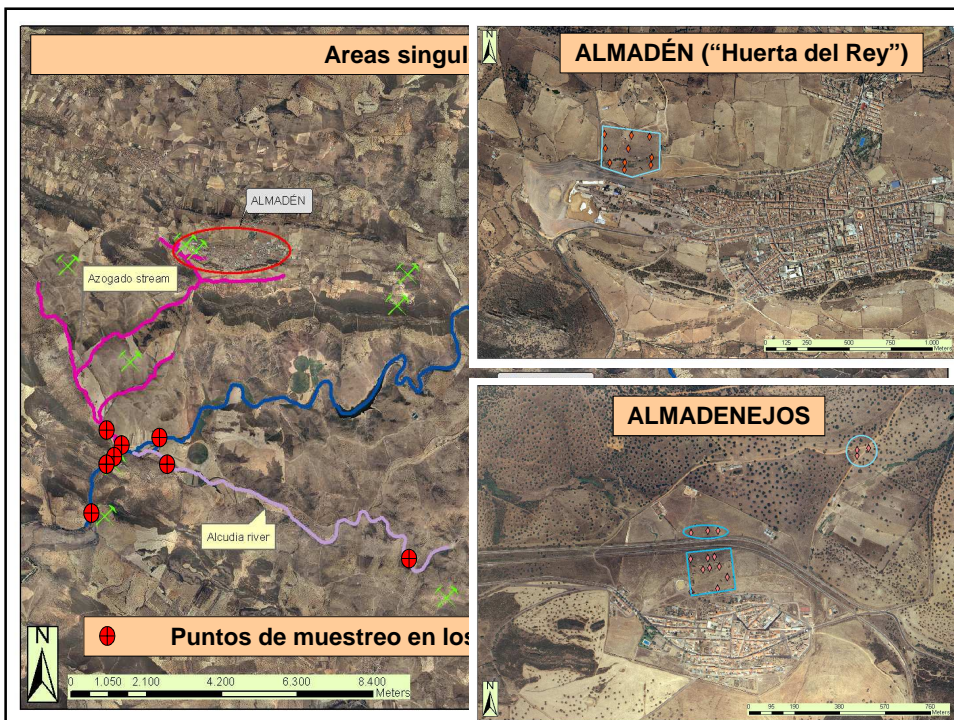 Areas singul
ALMADÉN
Azogado stream
Alcudia river
Puntos de muestreo en los
N
0 1.050 2.100 4.200 6.300 8.400
Meters
N
ALMADÉN (“Huerta del Rey”)
0 125 250 500 750 1.000
Meters
ALMADENEJOS
N
0 95 190 380 570 760
Meters